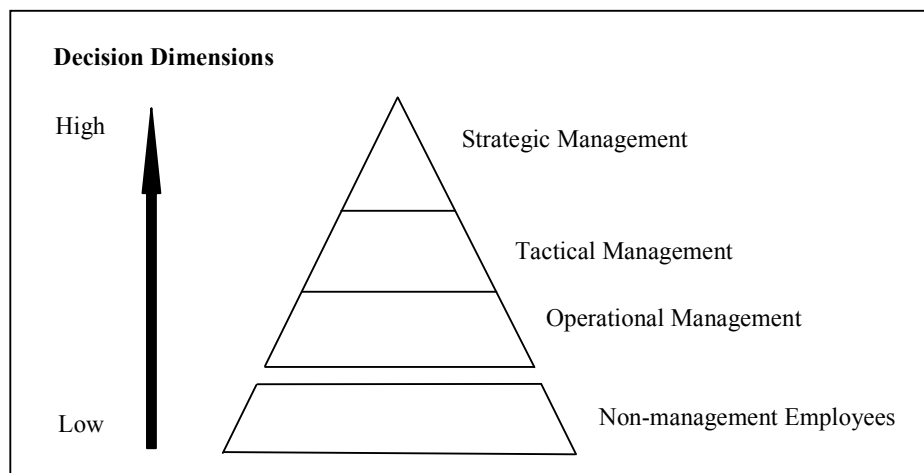 Decision Dimensions
High
Strategic Management
Tactical Management
Operational Management
Low
Non-management Employees